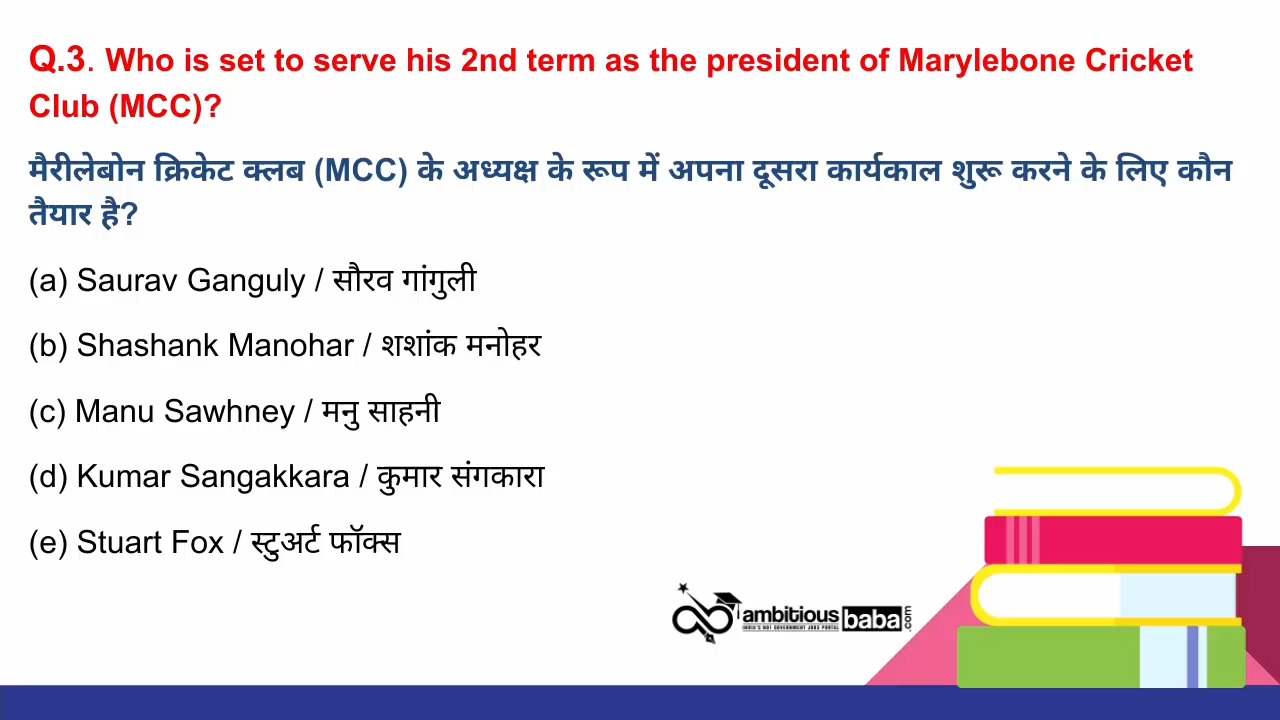 Q.3. Who is set to serve his 2nd term as the president of Marylebone Cricket
Club (MCC)?
मैरीलेबोन क्रिकेट क्लब (MCC) के अध्यक्ष के रूप में अपना दूसरा कार्यकाल शुरू करने के लिए कौन
तैयार है?
(a) Saurav Ganguly / सौरव गांगुली
(b) Shashank Manohar / शशांक मनोहर
(c) Manu Sawhney / मनु साहनी
(d) Kumar Sangakkara / कुमार संगकारा
(e) Stuart Fox / स्टुअर्ट फॉक्स
ambitiousbaba.com
INDIA'S NO1 GOVERNMENT JOBS PORTAL